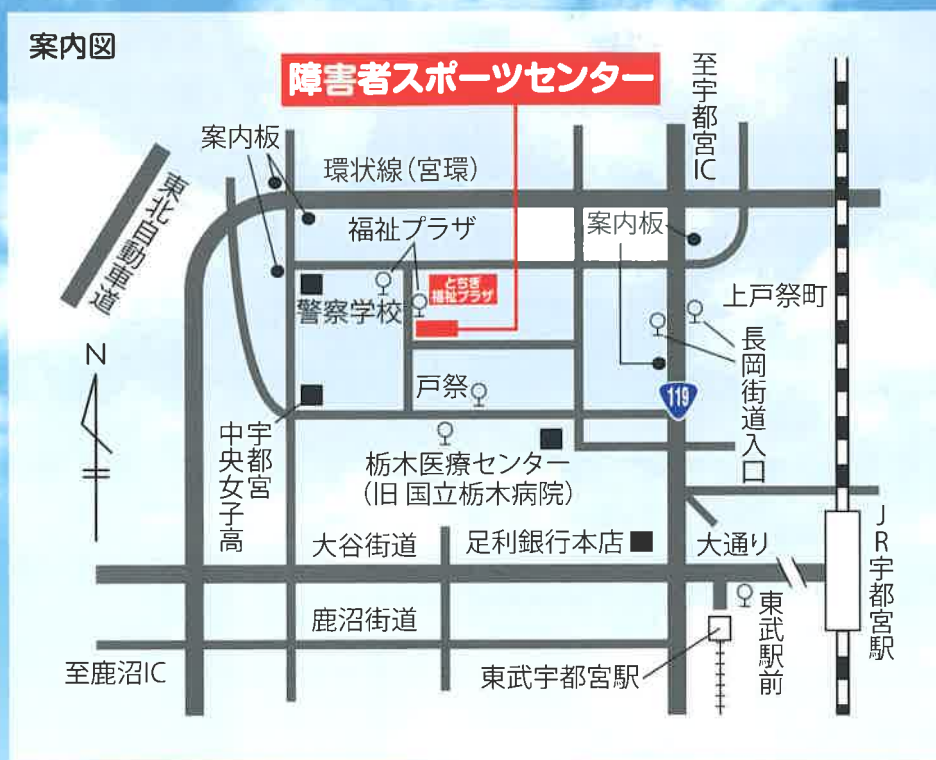 案内図
障害者スポーツセンター
至宇都宮IC
案内板
環状線(宮環)
東北自動車道
福祉プラザ
案内板
とちぎ
福祉プラザ
警察学校
上戸祭町
長岡街道入口
N
戸祭
119
宇都宮
中央女子高
栃木医療センター
(旧 国立栃木病院)
大谷街道
足利銀行本店
大通り
JR宇都宮駅
鹿沼街道
東武駅前
至鹿沼IC
東武宇都宮駅